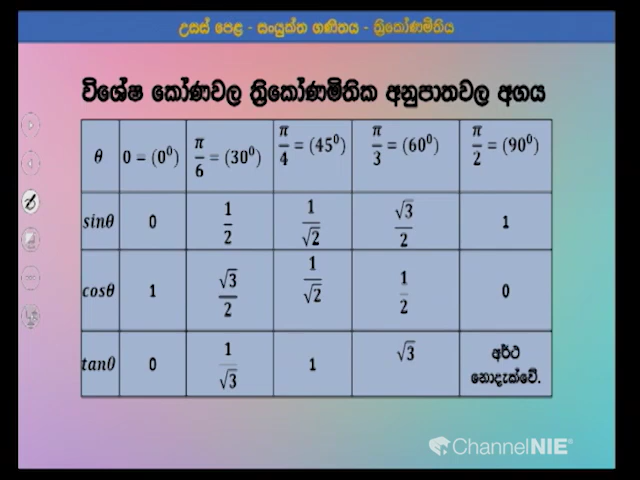 උසස් පෙළ - සංයුක්ත ගණිතය - ත්‍රිකෝණමිතිය
විශේෂ කෝණවල ත්‍රිකෝණමිතික අනුපාතවල අගය
θ 0 = (0⁰) π/6 = (30⁰) π/4 = (45⁰) π/3 = (60⁰) π/2 = (90⁰)
sinθ 0 1/2 1/√2 √3/2 1
cosθ 1 √3/2 1/√2 1/2 0
tanθ 0 1/√3 1 √3 අර්ථ
නොදැක්වේ.
ChannelNIE